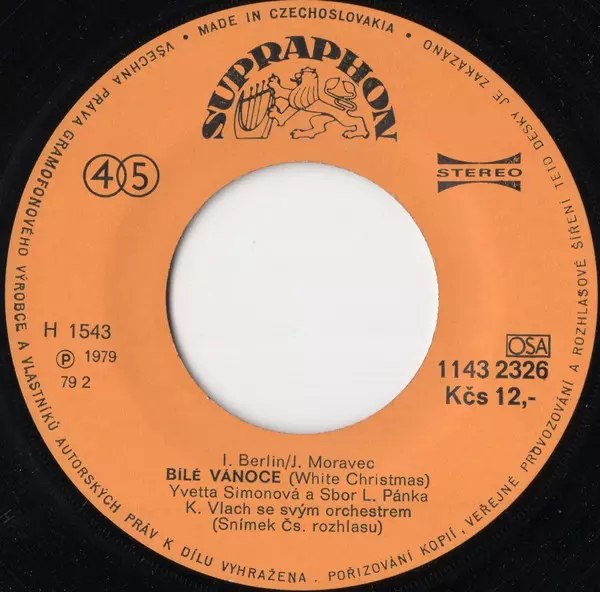 VŠECHNA PRÁVA GRAMOFONOVÉHO VÝROBCE A VLASTNÍKŮ AUTORSKÝCH PRÁV K DÍLU VYHRAŽENA . POŘIZOVÁNÍ KOPIÍ, VEŘEJNÉ PROVOZOVÁNÍ A ROZHLASOVÉ ŠÍŘENÍ TÉTO DESKY JE ZAKÁZÁNO
• MADE IN CZECHOSLOVAKIA •
SUPRAPHON
45
STEREO
H 1543
Ⓟ 1979
79 2
OSA
1143 2326
Kčs 12,-
I. Berlin/J. Moravec
BÍLÉ VÁNOCE (White Christmas)
Yvetta Simonová a Sbor L. Pánka
K. Vlach se svým orchestrem
(Snímek Čs. rozhlasu)